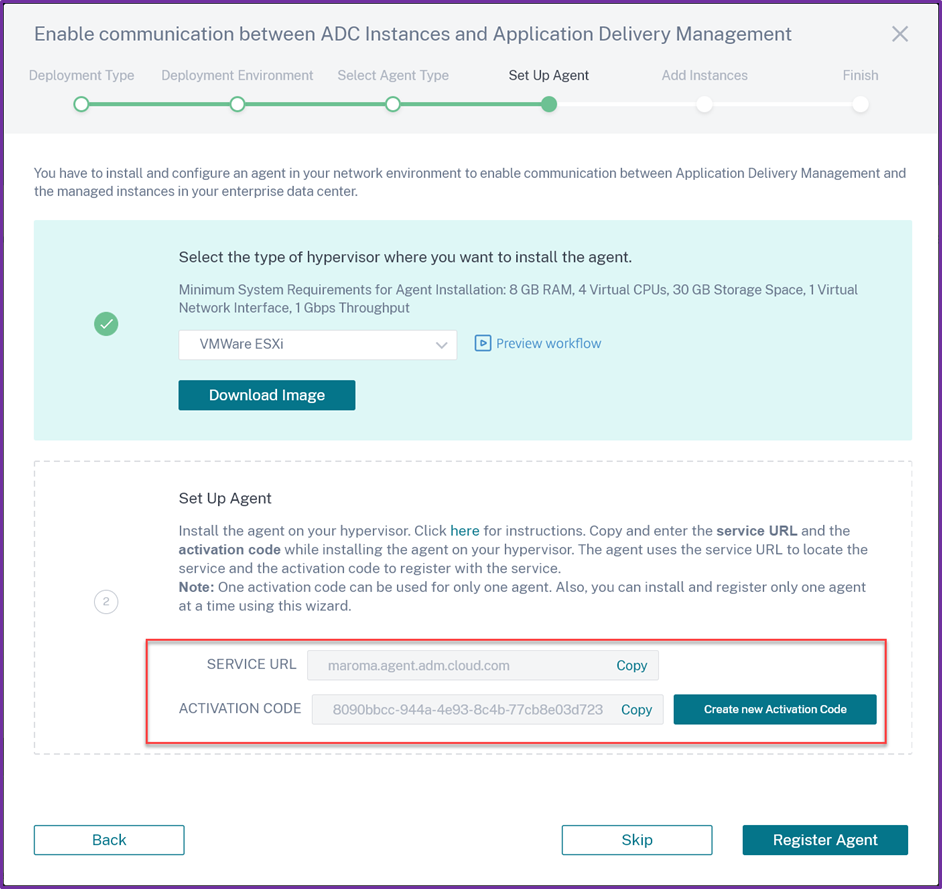 Enable communication between ADC Instances and Application Delivery Management
Deployment Type Deployment Environment Select Agent Type Set Up Agent Add Instances Finish
You have to install and configure an agent in your network environment to enable communication between Application Delivery Management and
the managed instances in your enterprise data center.
Select the type of hypervisor where you want to install the agent.
Minimum System Requirements for Agent Installation: 8 GB RAM, 4 Virtual CPUs, 30 GB Storage Space, 1 Virtual
Network Interface, 1 Gbps Throughput
VMWare ESXi Preview workflow
Download Image
Set Up Agent
Install the agent on your hypervisor. Click here for instructions. Copy and enter the service URL and the
activation code while installing the agent on your hypervisor. The agent uses the service URL to locate the
service and the activation code to register with the service.
Note: One activation code can be used for only one agent. Also, you can install and register only one agent
at a time using this wizard.
2
SERVICE URL maroma.agent.adm.cloud.com Copy
ACTIVATION CODE 8090bbcc-944a-4e93-8c4b-77cb8e03d723 Copy Create new Activation Code
Back Skip Register Agent